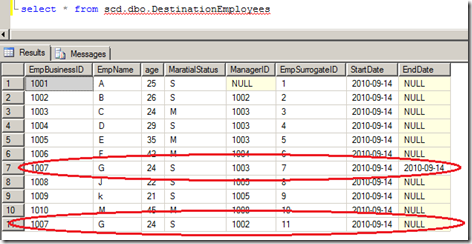 select * from scd.dbo.DestinationEmployees
Results Messages
EmpBusinessID EmpName age MaratialStatus ManagerID EmpSurrogateID StartDate EndDate
1 1001 A 25 S NULL 1 2010-09-14 NULL
2 1002 B 26 S 1002 2 2010-09-14 NULL
3 1003 C 24 M 1003 3 2010-09-14 NULL
4 1004 D 29 S 1003 4 2010-09-14 NULL
5 1005 E 35 M 1003 5 2010-09-14 NULL
6 1006 F 42 M 1004 6 2010-09-14 NULL
7 1007 G 24 S 1003 7 2010-09-14 2010-09-14
8 1008 J 22 S 1005 8 2010-09-14 NULL
9 1009 k 21 S 1005 9 2010-09-14 NULL
10 1010 M 45 M 10 2010-09-14 NULL
1007 G 24 S 1002 11 2010-09-14 NULL